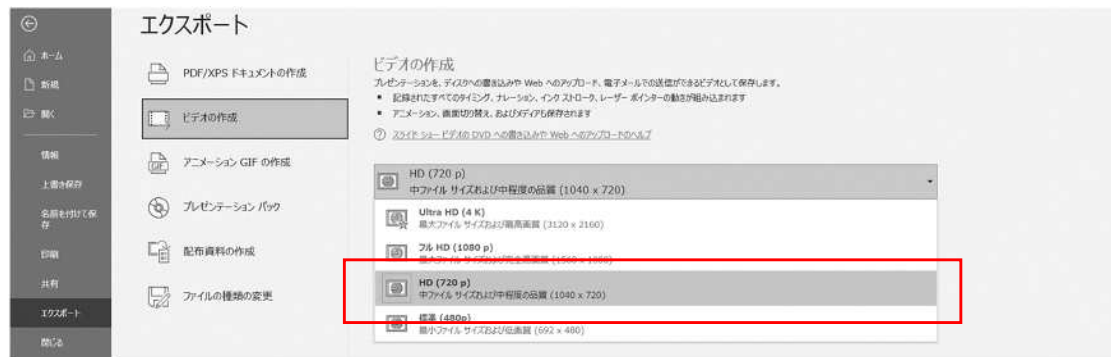 エクスポート
ホーム
新規
開く
情報
上書き保存
名前を付けて保
存
印刷
共有
エクスポート
閉じる
PDF/XPS ドキュメントの作成
ビデオの作成
アニメーション GIF の作成
プレゼンテーション パック
配布資料の作成
ファイルの種類の変更
ビデオの作成
プレゼンテーションを、ディスクへの書き込みや Web へのアップロード、電子メールでの送信ができるビデオとして保存します。
▪ 記録されたすべてのタイミング、ナレーション、インク ストローク、レーザー ポインターの動きが組み込まれます
▪ アニメーション、画面切り替え、およびメディアも保存されます
スライド ショー ビデオの DVD への書き込みや Web へのアップロードのヘルプ
HD (720 p)
中ファイル サイズおよび中程度の品質 (1040 x 720)
Ultra HD (4 K)
最大ファイル サイズおよび最高画質 (3120 x 2160)
フル HD (1080 p)
HD (720 p)
中ファイル サイズおよび中程度の品質 (1040 x 720)
標準 (480p)
最小ファイル サイズおよび低画質 (692 x 480)